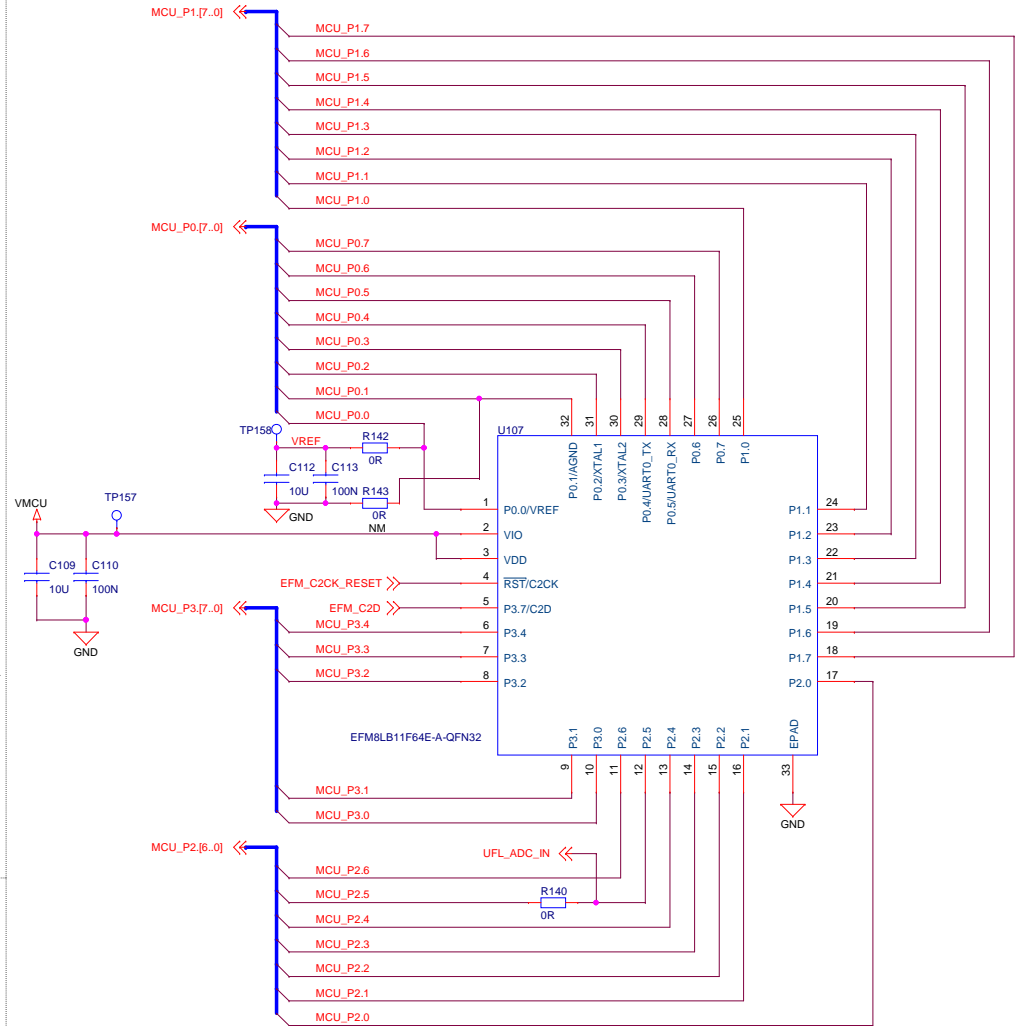 MCU_P1.[7..0]
MCU_P1.7
MCU_P1.6
MCU_P1.5
MCU_P1.4
MCU_P1.3
MCU_P1.2
MCU_P1.1
MCU_P1.0
MCU_P0.[7..0]
MCU_P0.7
MCU_P0.6
MCU_P0.5
MCU_P0.4
MCU_P0.3
MCU_P0.2
MCU_P0.1
MCU_P0.0
TP158
VREF
R142
0R
C112
10U
C113
100N
R143
0R
NM
GND
VMCU
TP157
C109
10U
C110
100N
GND
U107
32
31
30
29
28
27
26
25
P0.1/AGND
P0.2/XTAL1
P0.3/XTAL2
P0.4/UART0_TX
P0.5/UART0_RX
P0.6
P0.7
P1.0
1
P0.0/VREF
2
VIO
3
VDD
EFM_C2CK_RESET
4
RST/C2CK
EFM_C2D
5
P3.7/C2D
MCU_P3.[7..0]
MCU_P3.4
6
P3.4
MCU_P3.3
7
P3.3
MCU_P3.2
8
P3.2
P1.1
24
P1.2
23
P1.3
22
P1.4
21
P1.5
20
P1.6
19
P1.7
18
P2.0
17
EFM8LB11F64E-A-QFN32
P3.1
P3.0
P2.6
P2.5
P2.4
P2.3
P2.2
P2.1
EPAD
9
10
11
12
13
14
15
16
33
GND
MCU_P3.1
MCU_P3.0
MCU_P2.[6..0]
UFL_ADC_IN
MCU_P2.6
MCU_P2.5
R140
0R
MCU_P2.4
MCU_P2.3
MCU_P2.2
MCU_P2.1
MCU_P2.0